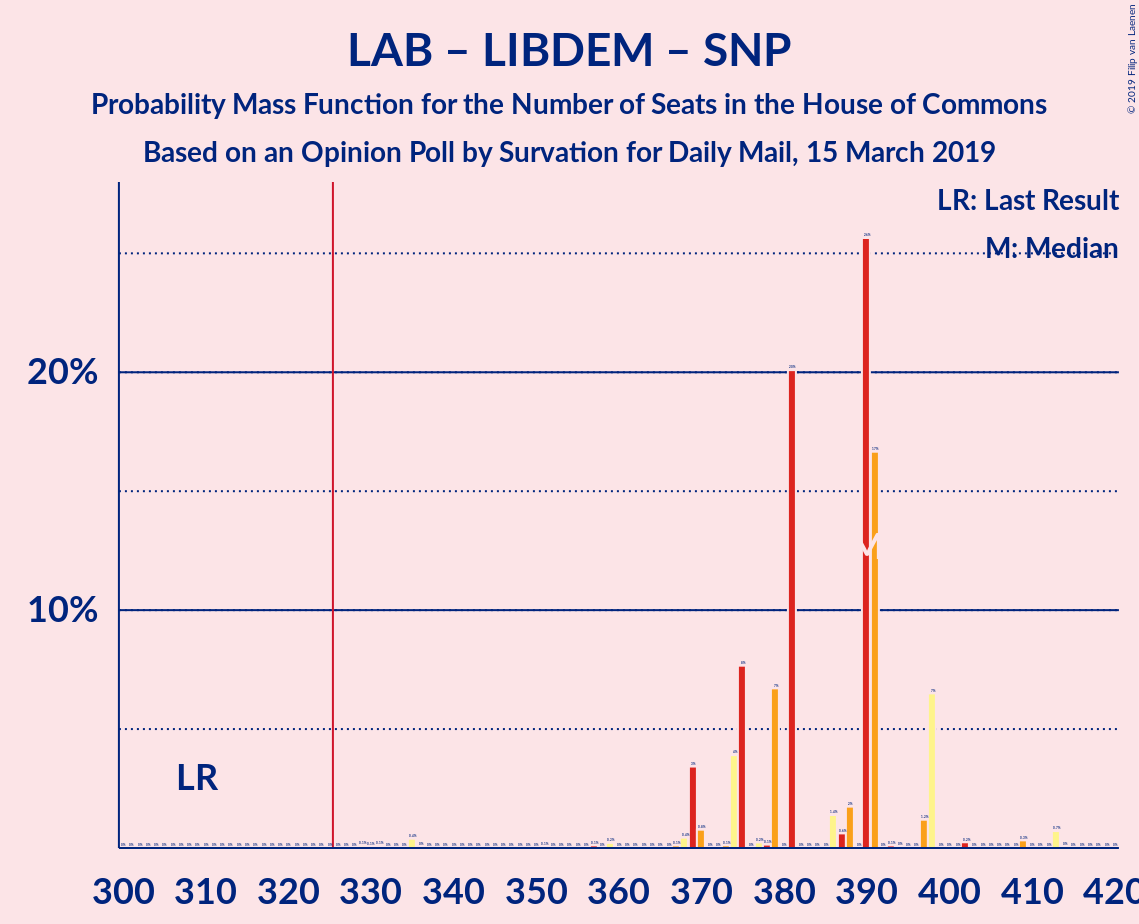 LAB – LIBDEM – SNP
Probability Mass Function for the Number of Seats in the House of Commons
Based on an Opinion Poll by Survation for Daily Mail, 15 March 2019
© 2019 Filip van Laenen
LR: Last Result
M: Median
20%
10%
LR
M
300 310 320 330 340 350 360 370 380 390 400 410 420